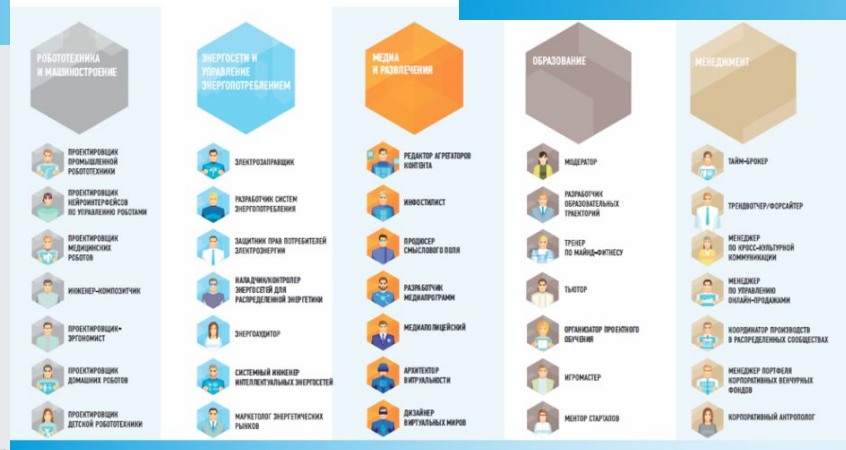 РОБОТОТЕХНИКА
И МАШИНОСТРОЕНИЕ
ПРОЕКТИРОВЩИК
ПРОМЫШЛЕННОЙ
РОБОТОТЕХНИКИ
ПРОЕКТИРОВЩИК
НЕЙРОИНТЕРФЕЙСОВ
ПО УПРАВЛЕНИЮ РОБОТАМИ
ПРОЕКТИРОВЩИК
МЕДИЦИНСКИХ
РОБОТОВ
ИНЖЕНЕР-КОМПОЗИТЧИК
ПРОЕКТИРОВЩИК-
ЭРГОНОМИСТ
ПРОЕКТИРОВЩИК
ДОМАШНИХ РОБОТОВ
ПРОЕКТИРОВЩИК
ДЕТСКОЙ РОБОТОТЕХНИКИ
ЭНЕРГОСЕТИ И
УПРАВЛЕНИЕ
ЭНЕРГОПОТРЕБЛЕНИЕМ
ЭЛЕКТРОЗАПРАВЩИК
РАЗРАБОТЧИК СИСТЕМ
ЭНЕРГОПОТРЕБЛЕНИЯ
ЗАЩИТНИК ПРАВ ПОТРЕБИТЕЛЕЙ
ЭЛЕКТРОЭНЕРГИИ
НАЛАДЧИК/КОНТРОЛЕР
ЭНЕРГОСЕТЕЙ ДЛЯ
РАСПРЕДЕЛЕННОЙ ЭНЕРГЕТИКИ
ЭНЕРГОАУДИТОР
СИСТЕМНЫЙ ИНЖЕНЕР
ИНТЕЛЛЕКТУАЛЬНЫХ ЭНЕРГОСЕТЕЙ
МАРКЕТОЛОГ ЭНЕРГЕТИЧЕСКИХ
РЫНКОВ
МЕДИА
И РАЗВЛЕЧЕНИЯ
РЕДАКТОР АГРЕГАТОРОВ
КОНТЕНТА
ИНФОСТИЛИСТ
ПРОДЮСЕР
СМЫСЛОВОГО ПОЛЯ
РАЗРАБОТЧИК
МЕДИАПРОГРАММ
МЕДИАПОЛИЦЕЙСКИЙ
АРХИТЕКТОР
ВИТРУАЛЬНОСТИ
ДИЗАЙНЕР
ВИРТУАЛЬНЫХ МИРОВ
ОБРАЗОВАНИЕ
МОДЕРАТОР
РАЗРАБОТЧИК
ОБРАЗОВАТЕЛЬНЫХ
ТРАЕКТОРИЙ
ТРЕНЕР
ПО МАЙНД-ФИТНЕСУ
ТЬЮТОР
ОРГАНИЗАТОР ПРОЕКТНОГО
ОБУЧЕНИЯ
ИГРОМАСТЕР
МЕНТОР СТАРТАПОВ
МЕНЕДЖМЕНТ
ТАЙМ-БРОКЕР
ТРЕНДВОТЧЕР/ФОРСАЙТЕР
МЕНЕДЖЕР
ПО КРОСС-КУЛЬТУРНОЙ
КОММУНИКАЦИИ
МЕНЕДЖЕР
ПО УПРАВЛЕНИЮ
ОНЛАЙН-ПРОДАЖАМИ
КООРДИНАТОР ПРОИЗВОДСТВ
В РАСПРЕДЕЛЕННЫХ СООБЩЕСТВАХ
МЕНЕДЖЕР ПОРТФЕЛЯ
КОРПОРАТИВНЫХ ВЕНЧУРНЫХ
ФОНДОВ
КОРПОРАТИВНЫЙ АНТРОПОЛОГ